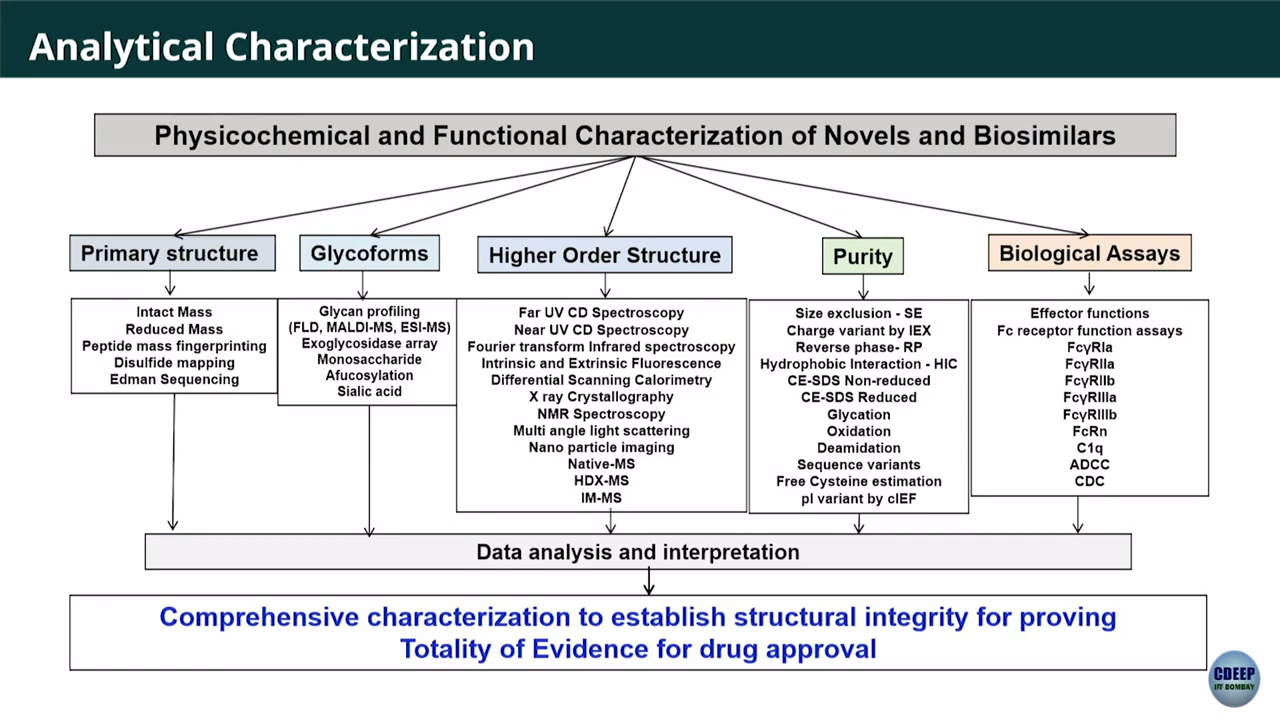 Analytical Characterization
Physicochemical and Functional Characterization of Novels and Biosimilars
Primary structure
Intact Mass
Reduced Mass
Peptide mass fingerprinting
Disulfide mapping
Edman Sequencing
Glycoforms
Glycan profiling
(FLD, MALDI-MS, ESI-MS)
Exoglycosidase array
Monosaccharide
Afucosylation
Sialic acid
Higher Order Structure
Far UV CD Spectroscopy
Near UV CD Spectroscopy
Fourier transform Infrared spectroscopy
Intrinsic and Extrinsic Fluorescence
Differential Scanning Calorimetry
X ray Crystallography
NMR Spectroscopy
Multi angle light scattering
Nano particle imaging
Native-MS
HDX-MS
IM-MS
Purity
Size exclusion - SE
Charge variant by IEX
Reverse phase- RP
Hydrophobic Interaction - HIC
CE-SDS Non-reduced
CE-SDS Reduced
Glycation
Oxidation
Deamidation
Sequence variants
Free Cysteine estimation
pI variant by cIEF
Biological Assays
Effector functions
Fc receptor function assays
FcγRIa
FcγRIIa
FcγRIIb
FcγRIIIa
FcγRIIIb
FcRn
C1q
ADCC
CDC
Data analysis and interpretation
Comprehensive characterization to establish structural integrity for proving
Totality of Evidence for drug approval
CDEEP
IIT BOMBAY